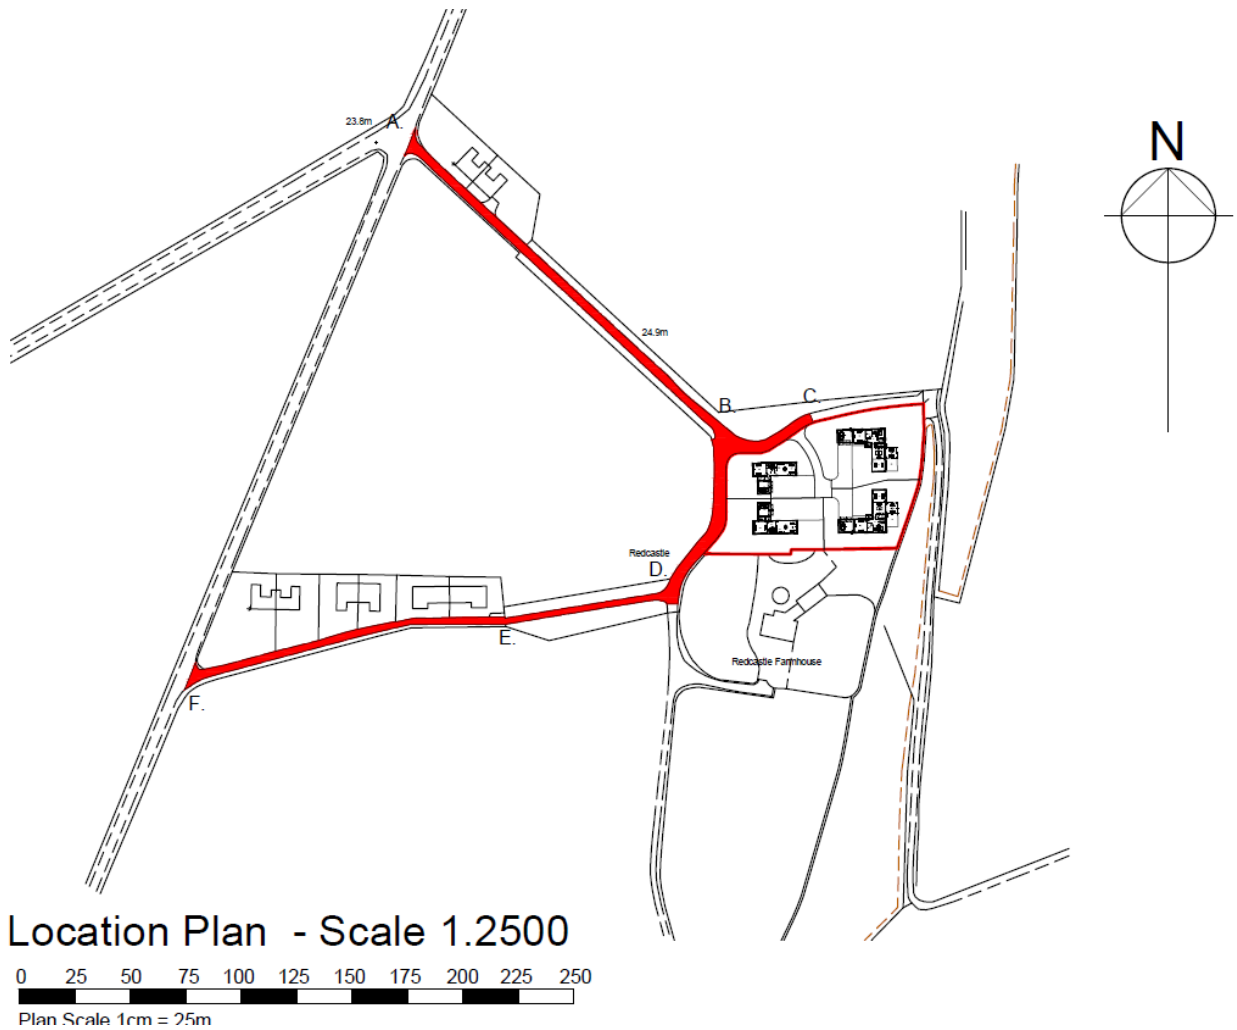 A.
23.8m
N
24.9m
B.
C.
Redcastle
D.
E.
Redcastle Farmhouse
F.
Location Plan - Scale 1.2500
0 25 50 75 100 125 150 175 200 225 250
Plan Scale 1cm = 25m